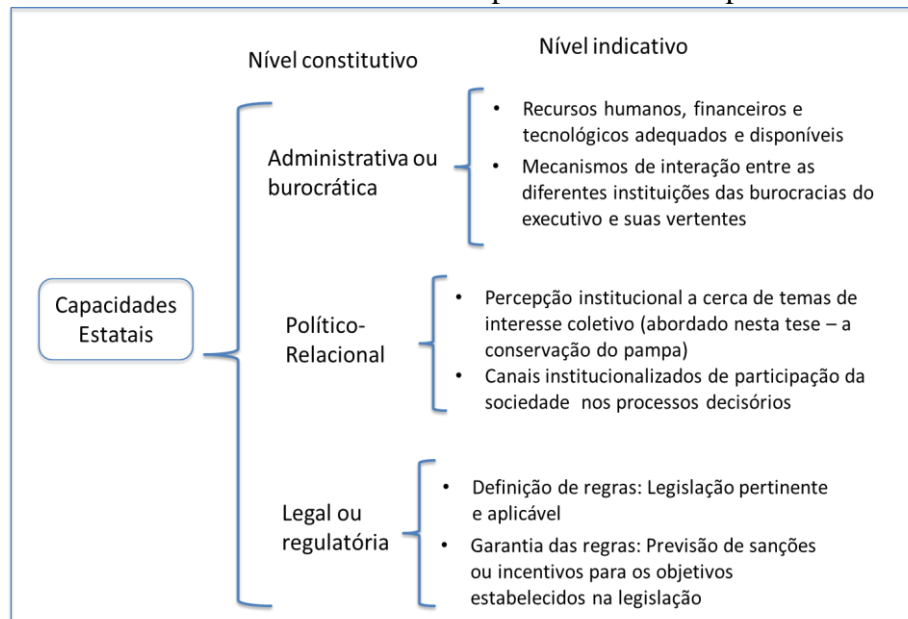 Nível constitutivo
Nível indicativo
Capacidades
Estatais
Administrativa ou
burocrática
• Recursos humanos, financeiros e
tecnológicos adequados e disponíveis
• Mecanismos de interação entre as
diferentes instituições das burocracias do
executivo e suas vertentes
Político-
Relacional
• Percepção institucional a cerca de temas de
interesse coletivo (abordado nesta tese – a
conservação do pampa)
• Canais institucionalizados de participação da
sociedade nos processos decisórios
Legal ou
regulatória
• Definição de regras: Legislação pertinente
e aplicável
• Garantia das regras: Previsão de sanções
ou incentivos para os objetivos
estabelecidos na legislação